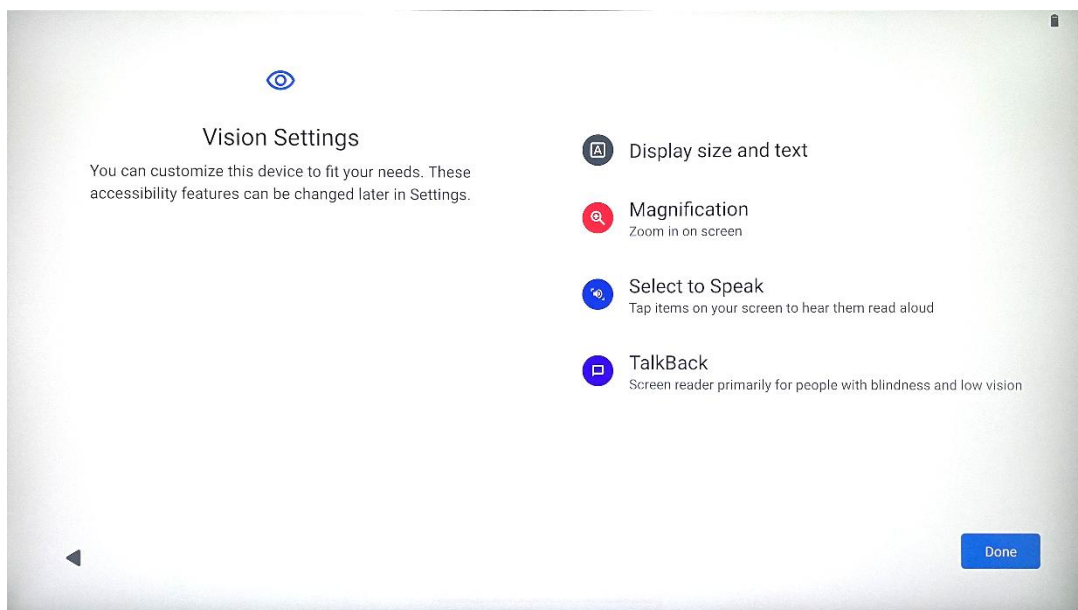 Vision Settings
You can customize this device to fit your needs. These
accessibility features can be changed later in Settings.
Display size and text
Magnification
Zoom in on screen
Select to Speak
Tap items on your screen to hear them read aloud
TalkBack
Screen reader primarily for people with blindness and low vision
Done